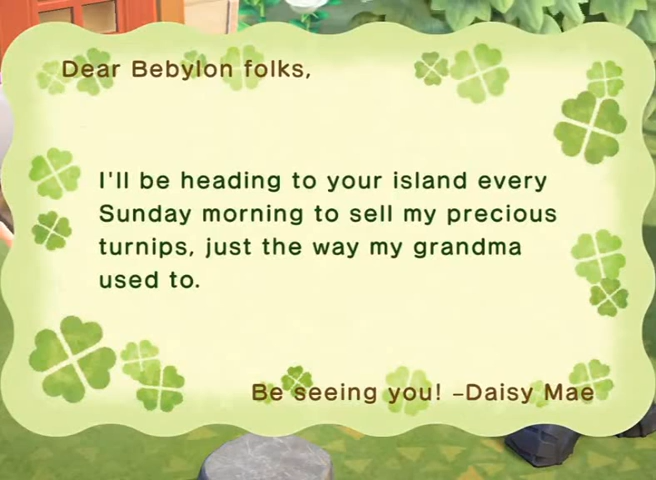 Dear Bebylon folks,
I'll be heading to your island every
Sunday morning to sell my precious
turnips, just the way my grandma
used to.
Be seeing you! –Daisy Mae